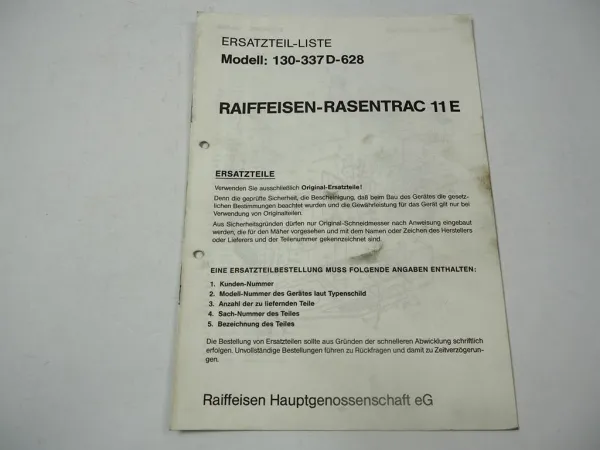 ERSATZTEIL-LISTE
Modell: 130-337 D-628
RAIFFEISEN-RASENTRAC 11 E
ERSATZTEILE
Verwenden Sie ausschließlich Original-Ersatzteile!
Denn die geprüfte Sicherheit, die Bescheinigung, daß beim Bau des Gerätes die gesetz-
lichen Bestimmungen beachtet wurden und die Gewährleistung für das Gerät gilt nur bei
Verwendung von Originalteilen.
Aus Sicherheitsgründen dürfen nur Original-Schneidmesser nach Anweisung eingebaut
werden, die für den Mäher vorgesehen und mit dem Namen oder Zeichen des Herstellers
oder Lieferers und der Teilenummer gekennzeichnet sind.
EINE ERSATZTEILBESTELLUNG MUSS FOLGENDE ANGABEN ENTHALTEN:
1. Kunden-Nummer
2. Modell-Nummer des Gerätes laut Typenschild
3. Anzahl der zu liefernden Teile
4. Sach-Nummer des Teiles
5. Bezeichnung des Teiles
Die Bestellung von Ersatzteilen sollte aus Gründen der schnelleren Abwicklung schriftlich
erfolgen. Unvollständige Bestellungen führen zu Rückfragen und damit zu Zeitverzögerun-
gen.
Raiffeisen Hauptgenossenschaft eG